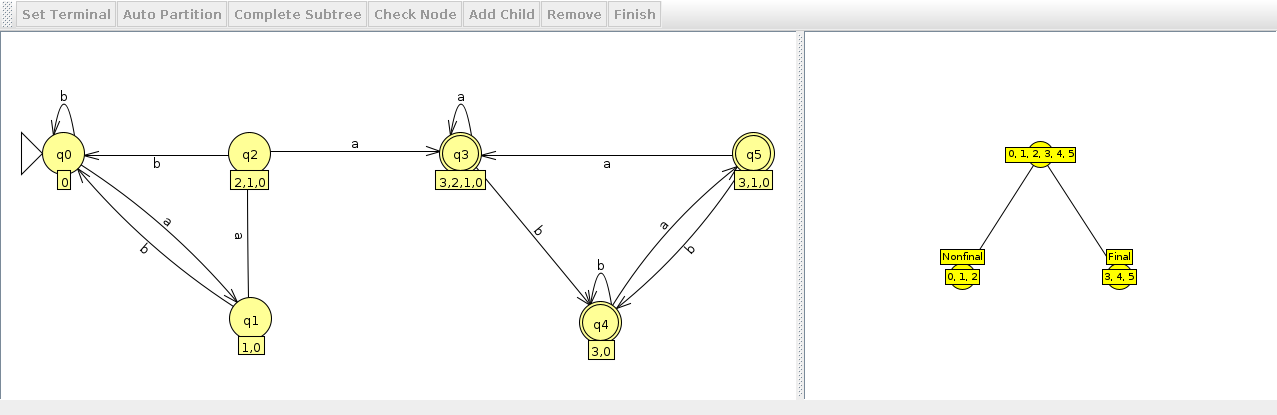 Set Terminal Auto Partition Complete Subtree Check Node Add Child Remove Finish
b
q0
0
b
q2
2,1,0
a
a
q3
3,2,1,0
a
q5
3,1,0
a
b
a
q1
1,0
b
a
b
b
q4
3,0
0, 1, 2, 3, 4, 5
Nonfinal
0, 1, 2
Final
3, 4, 5